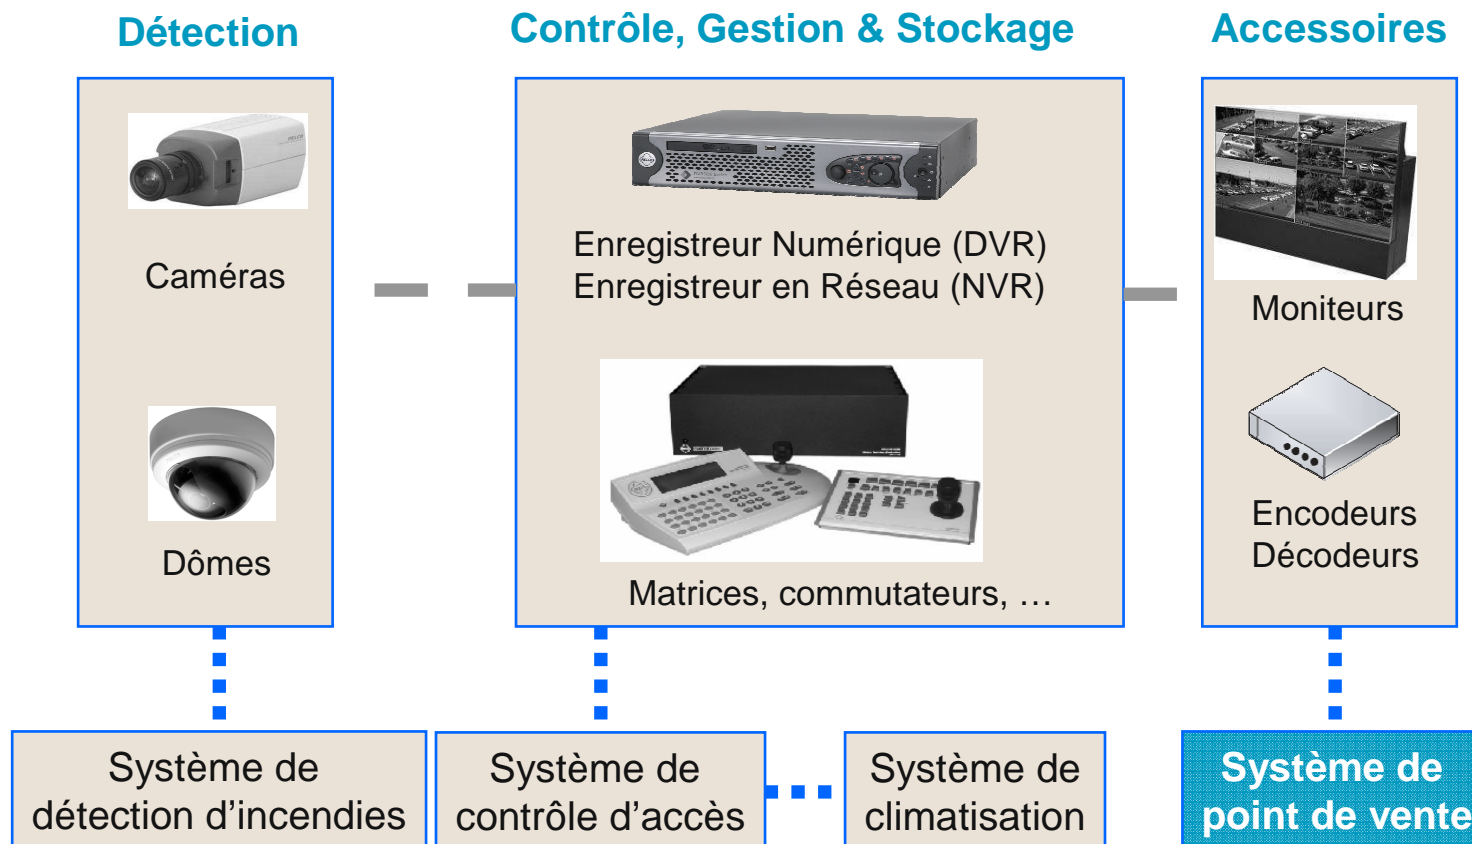 Détection
Contrôle, Gestion & Stockage
Accessoires
Caméras
Dômes
Enregistreur Numérique (DVR)
Enregistreur en Réseau (NVR)
Matrices, commutateurs, …
Moniteurs
Encodeurs
Décodeurs
Système de
détection d’incendies
Système de
contrôle d’accès
Système de
climatisation
Système de
point de vente